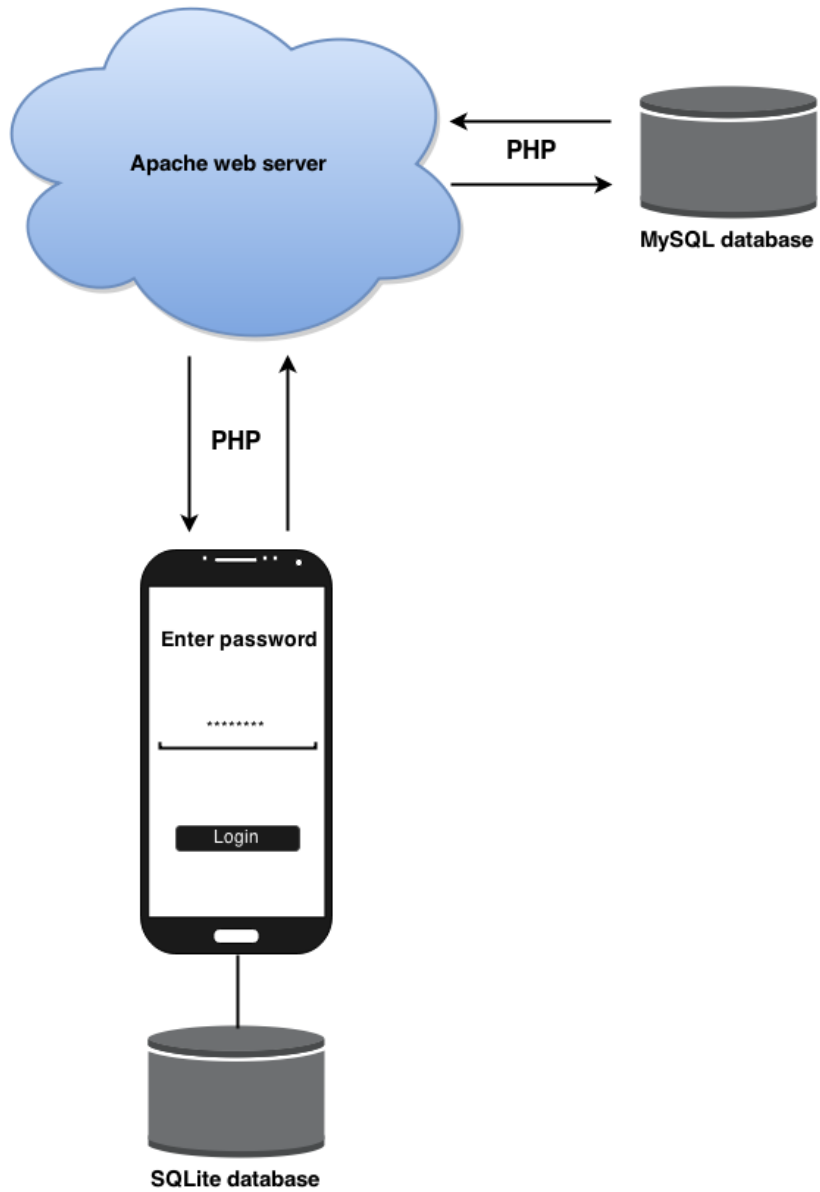 Apache web server
PHP
MySQL database
PHP
Enter password
********
Login
SQLite database